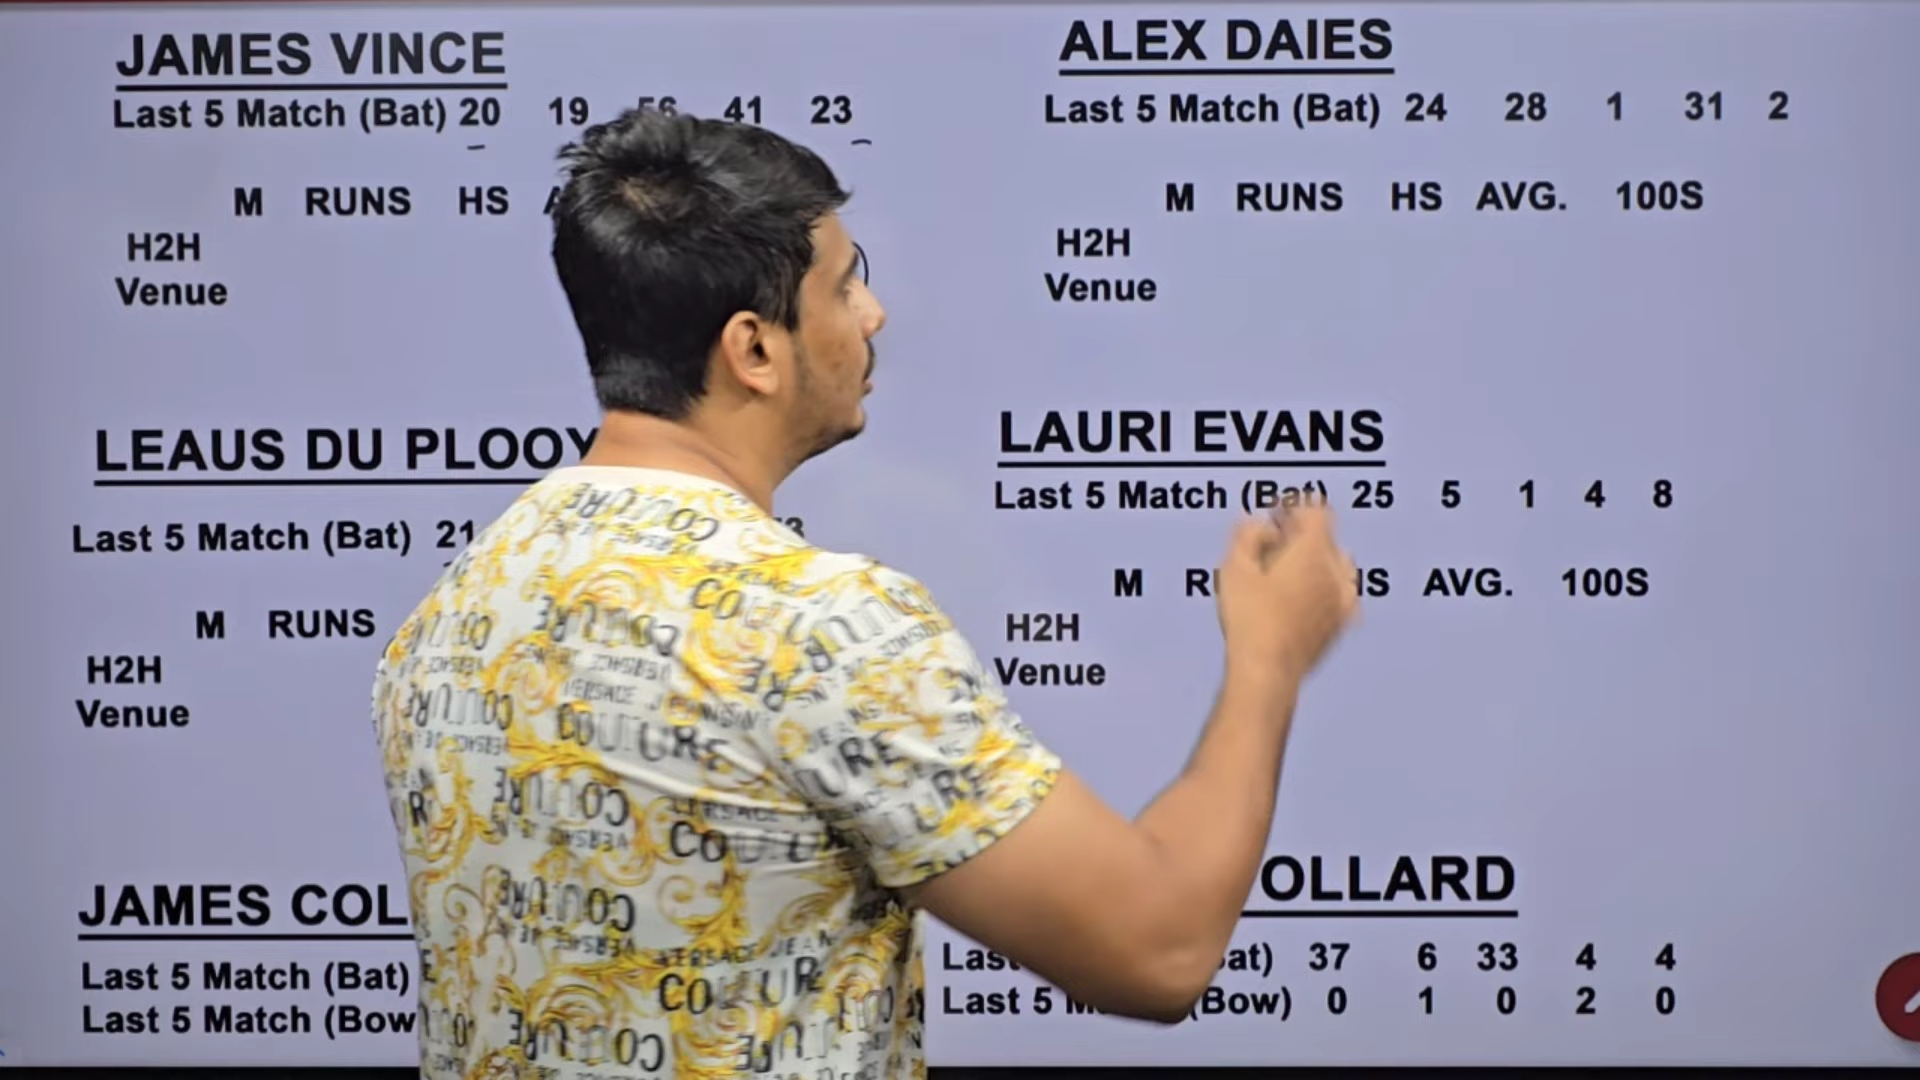 JAMES VINCE
Last 5 Match (Bat) 20 19 56 41 23
M RUNS HS
H2H
Venue
LEAUS DU PLOOY
Last 5 Match (Bat) 21
M RUNS
H2H
Venue
JAMES COL
Last 5 Match (Bat)
Last 5 Match (Bow
ALEX DAIES
Last 5 Match (Bat) 24 28 1 31 2
M RUNS HS AVG. 100S
H2H
Venue
LAURI EVANS
Last 5 Match (Bat) 25 5 1 4 8
M AVG. 100S
H2H
Venue
OLLARD
37 6 33 4 4
Last 5 (Bow) 0 1 0 2 0
COUTURE
VERSACE